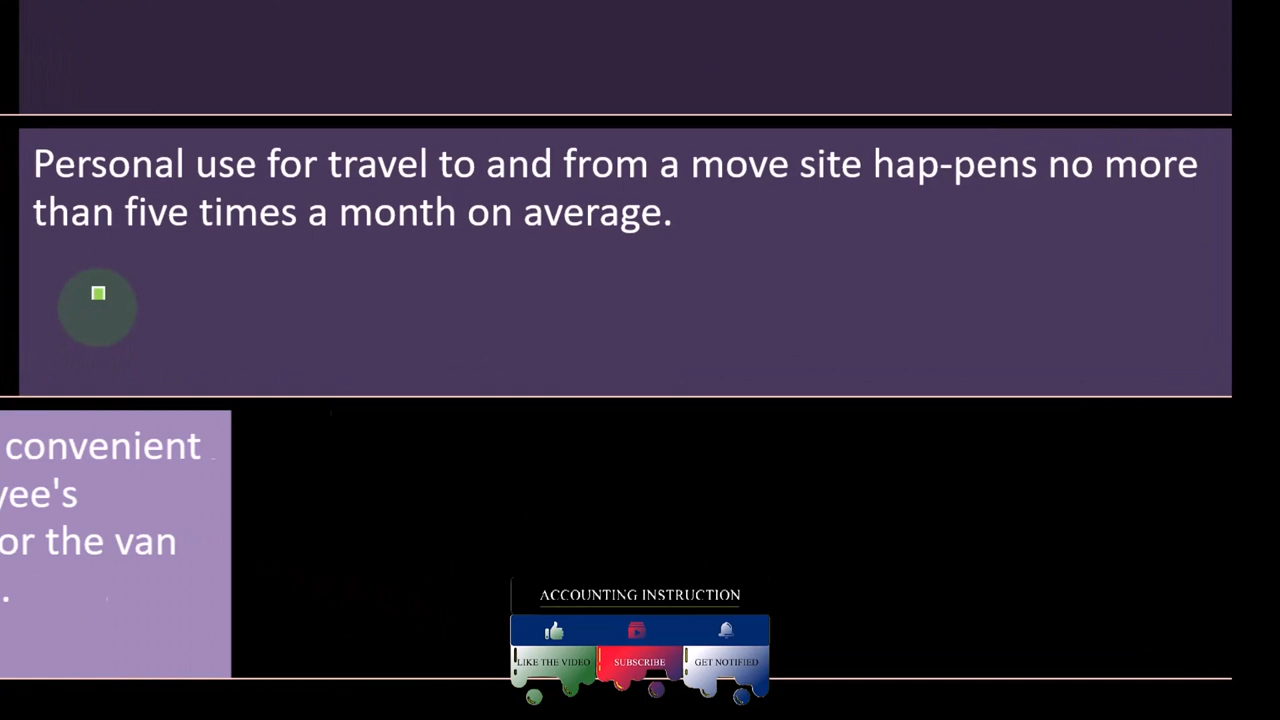 Personal use for travel to and from a move site hap-pens no more
than five times a month on average.
convenient
yee's
or the van
.
ACCOUNTING INSTRUCTION
LIKE THE VIDEO
SUBSCRIBE
GET NOTIFIED